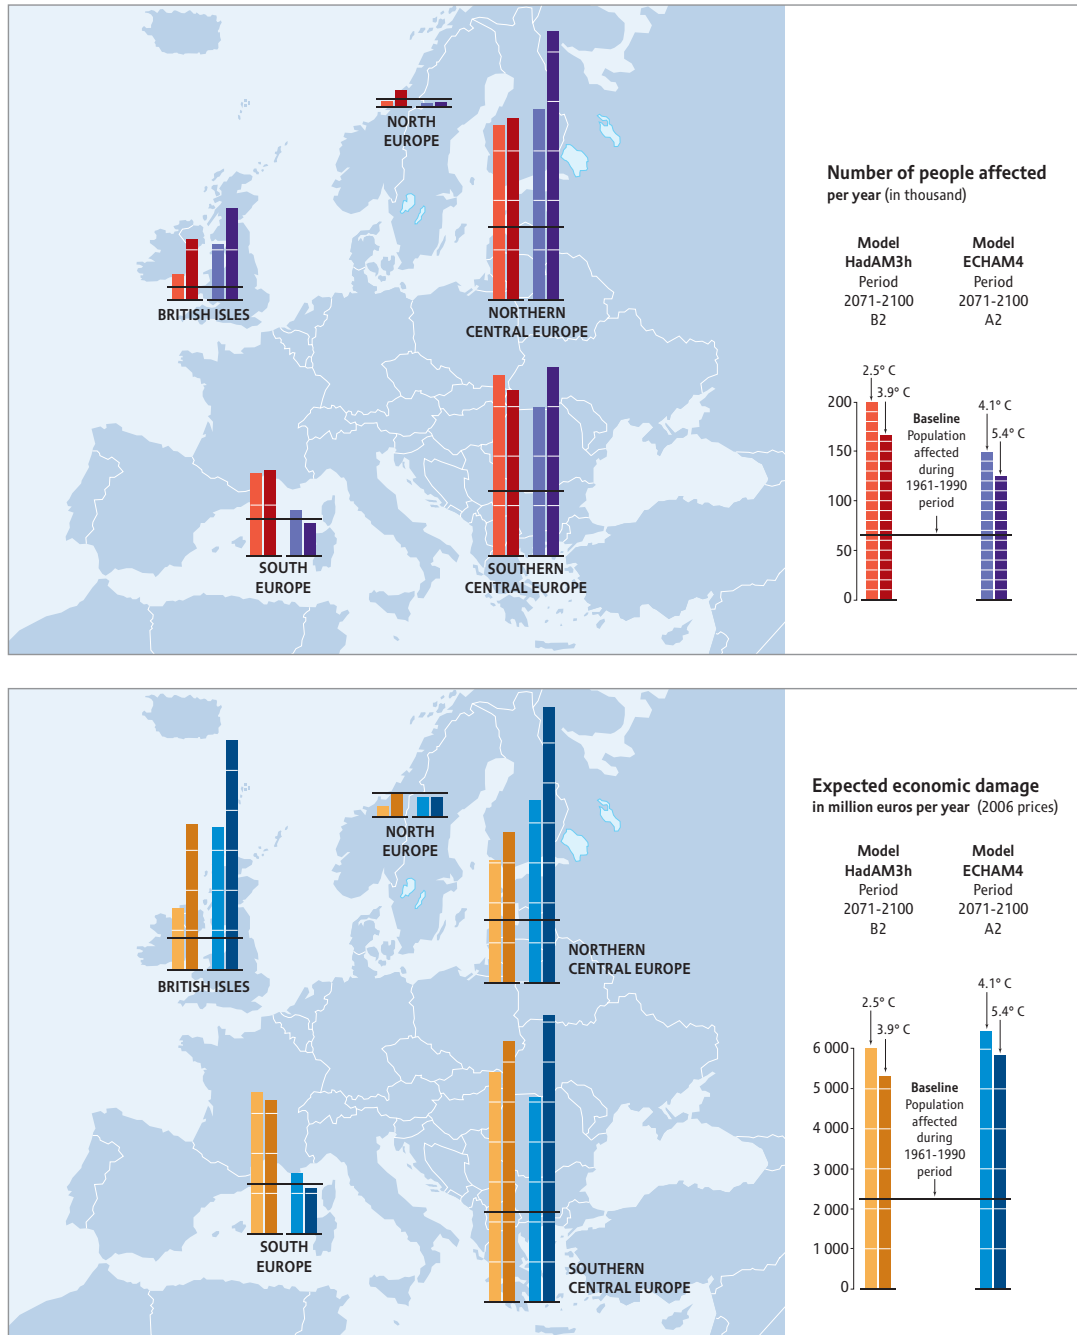 NORTH
EUROPE
BRITISH ISLES
NORTHERN
CENTRAL EUROPE
SOUTH
EUROPE
SOUTHERN
CENTRAL EUROPE
Number of people affected
per year (in thousand)
Model
HadAM3h
Period
2071-2100
B2
Model
ECHAM4
Period
2071-2100
A2
2.5° C
3.9° C
4.1° C
5.4° C
200
150
100
50
0
Baseline
Population
affected
during
1961-1990
period
NORTH
EUROPE
BRITISH ISLES
NORTHERN
CENTRAL EUROPE
SOUTH
EUROPE
SOUTHERN
CENTRAL EUROPE
Expected economic damage
in million euros per year (2006 prices)
Model
HadAM3h
Period
2071-2100
B2
Model
ECHAM4
Period
2071-2100
A2
2.5° C
3.9° C
4.1° C
5.4° C
6 000
5 000
4 000
3 000
2 000
1 000
0
Baseline
Population
affected
during
1961-1990
period